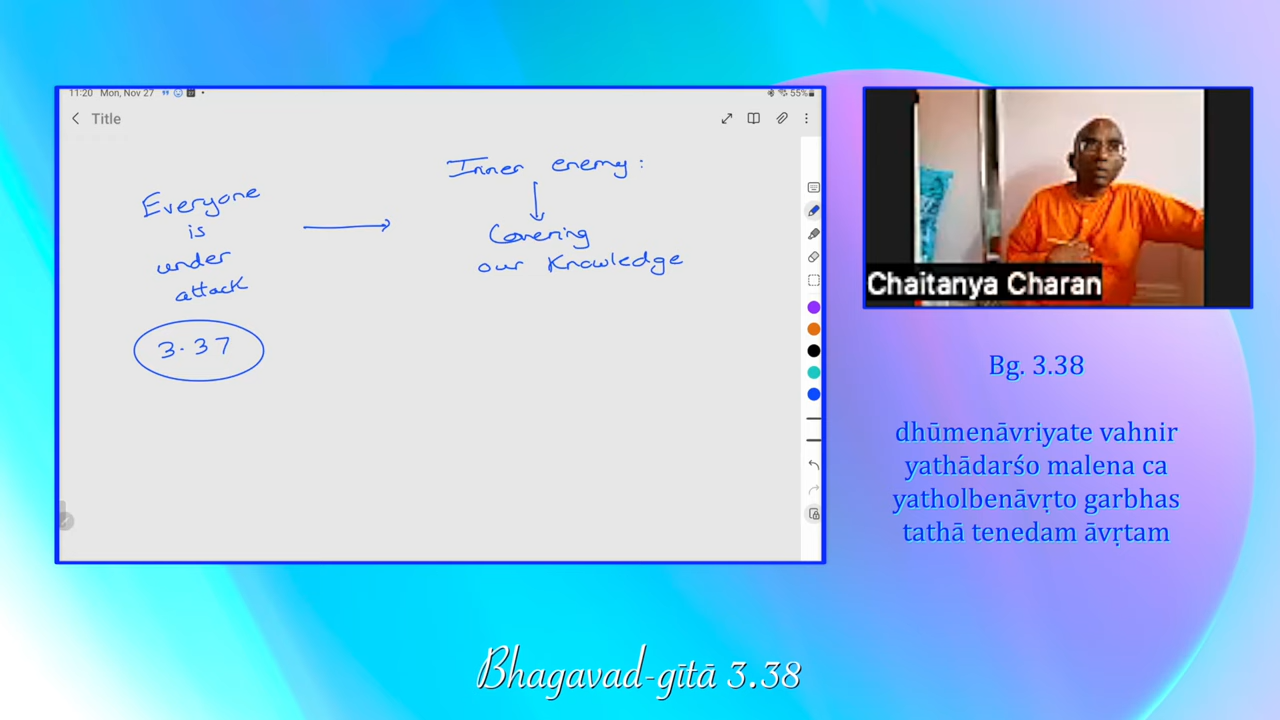 11:20 Mon, Nov 27
55%
Title
Everyone
is
under
attack
3.37
Inner enemy:
Covering
our Knowledge
Chaitanya Charan
Bg. 3.38
dhūmenāvriyate vahnir
yathādarśo malena ca
yatholbenāvṛto garbhas
tathā tenedam āvṛtam
Bhagavad-gītā 3.38